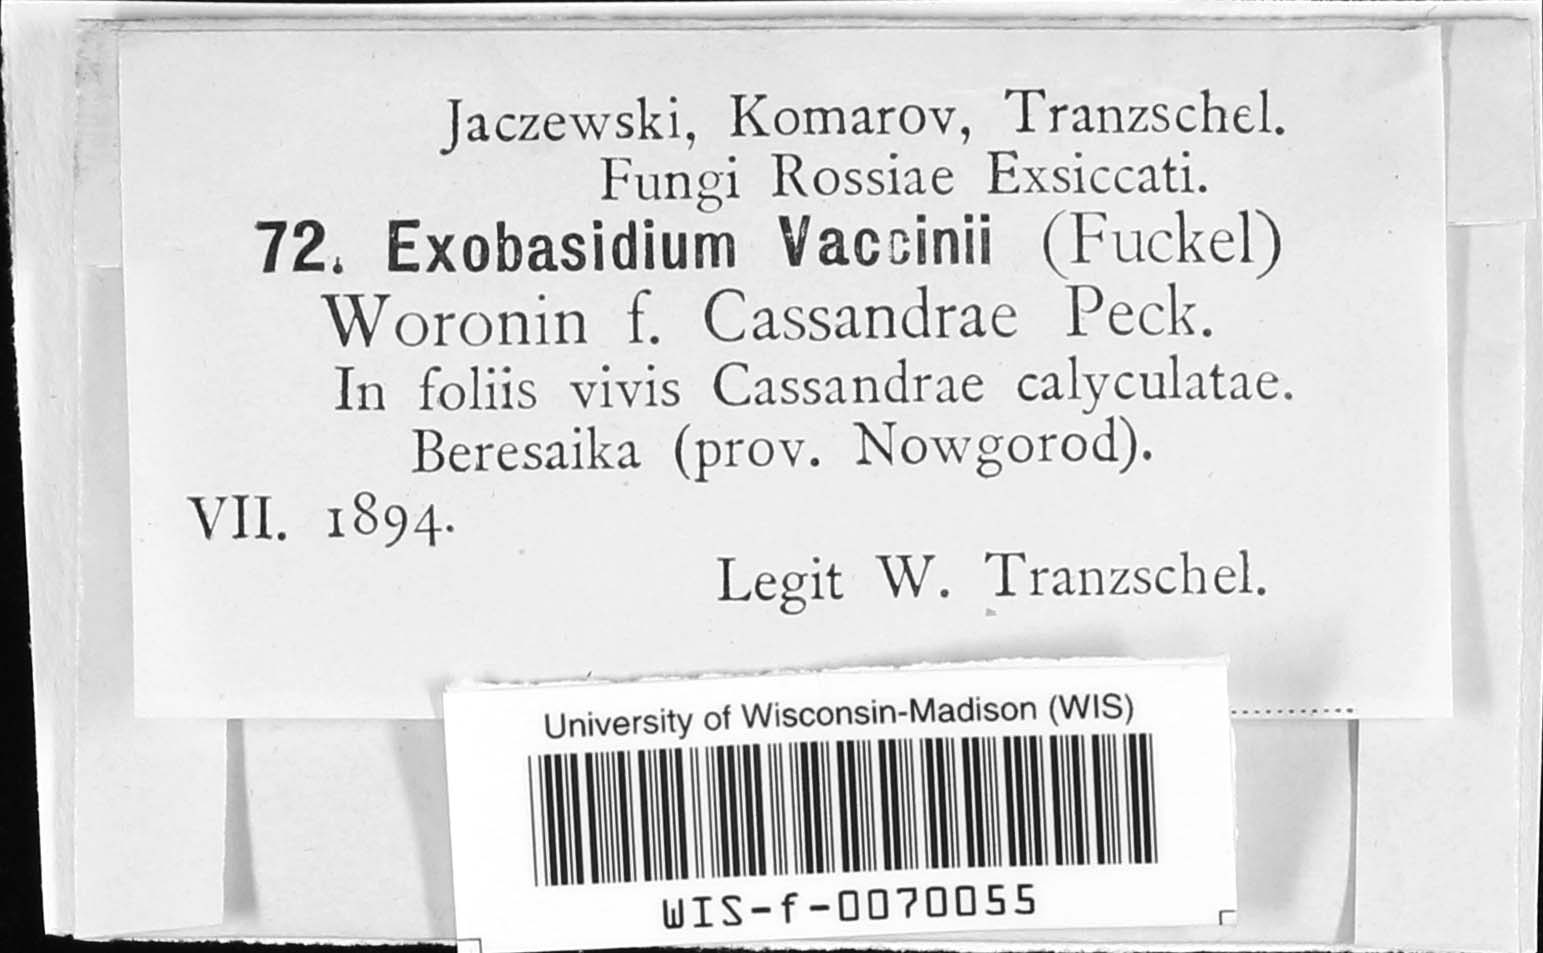 Jaczewski, Komarov, Tranzschel.
Fungi Rossiae Exsiccati.
72. Exobasidium Vaccinii (Fuckel)
Woronin f. Cassandrae Peck.
In foliis vivis Cassandrae calyculatae.
Beresaika (prov. Nowgorod).
VII. 1894.
Legit W. Tranzschel.
University of Wisconsin-Madison (WIS)
WIS-f-0070055